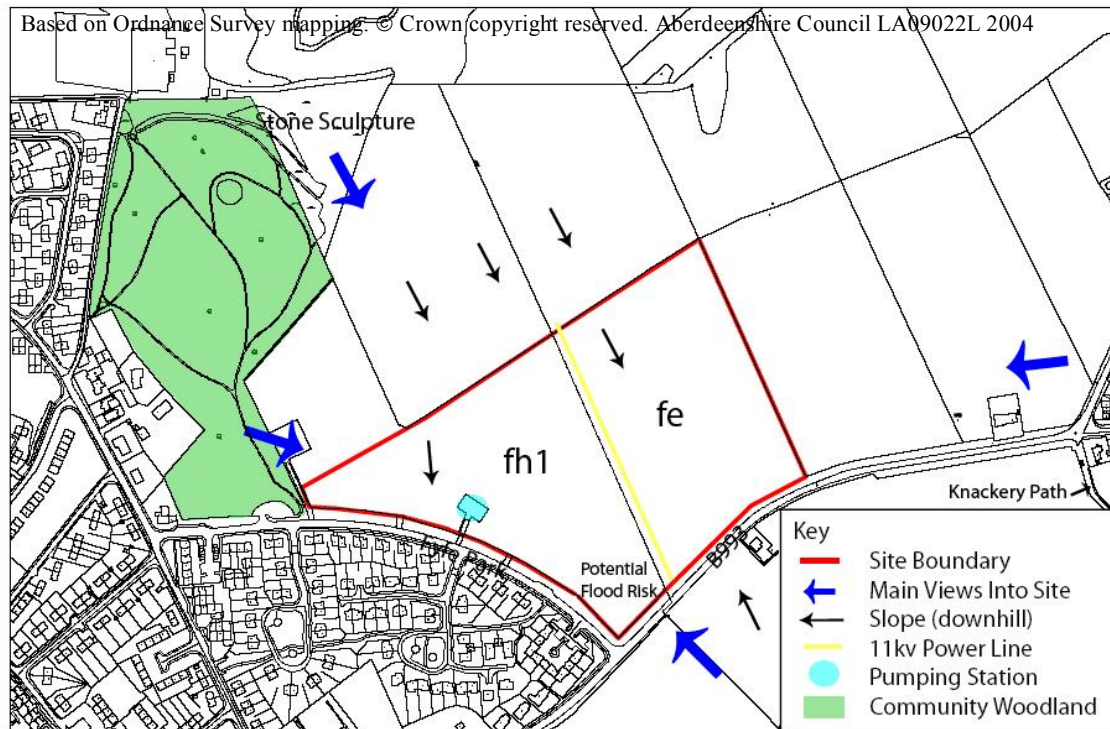 Based on Ordnance Survey mapping. © Crown copyright reserved. Aberdeenshire Council LA09022L 2004
Stone Sculpture
fe
fh1
Knackery Path
B993
Potential
Flood Risk
Key
Site Boundary
Main Views Into Site
Slope (downhill)
11kv Power Line
Pumping Station
Community Woodland